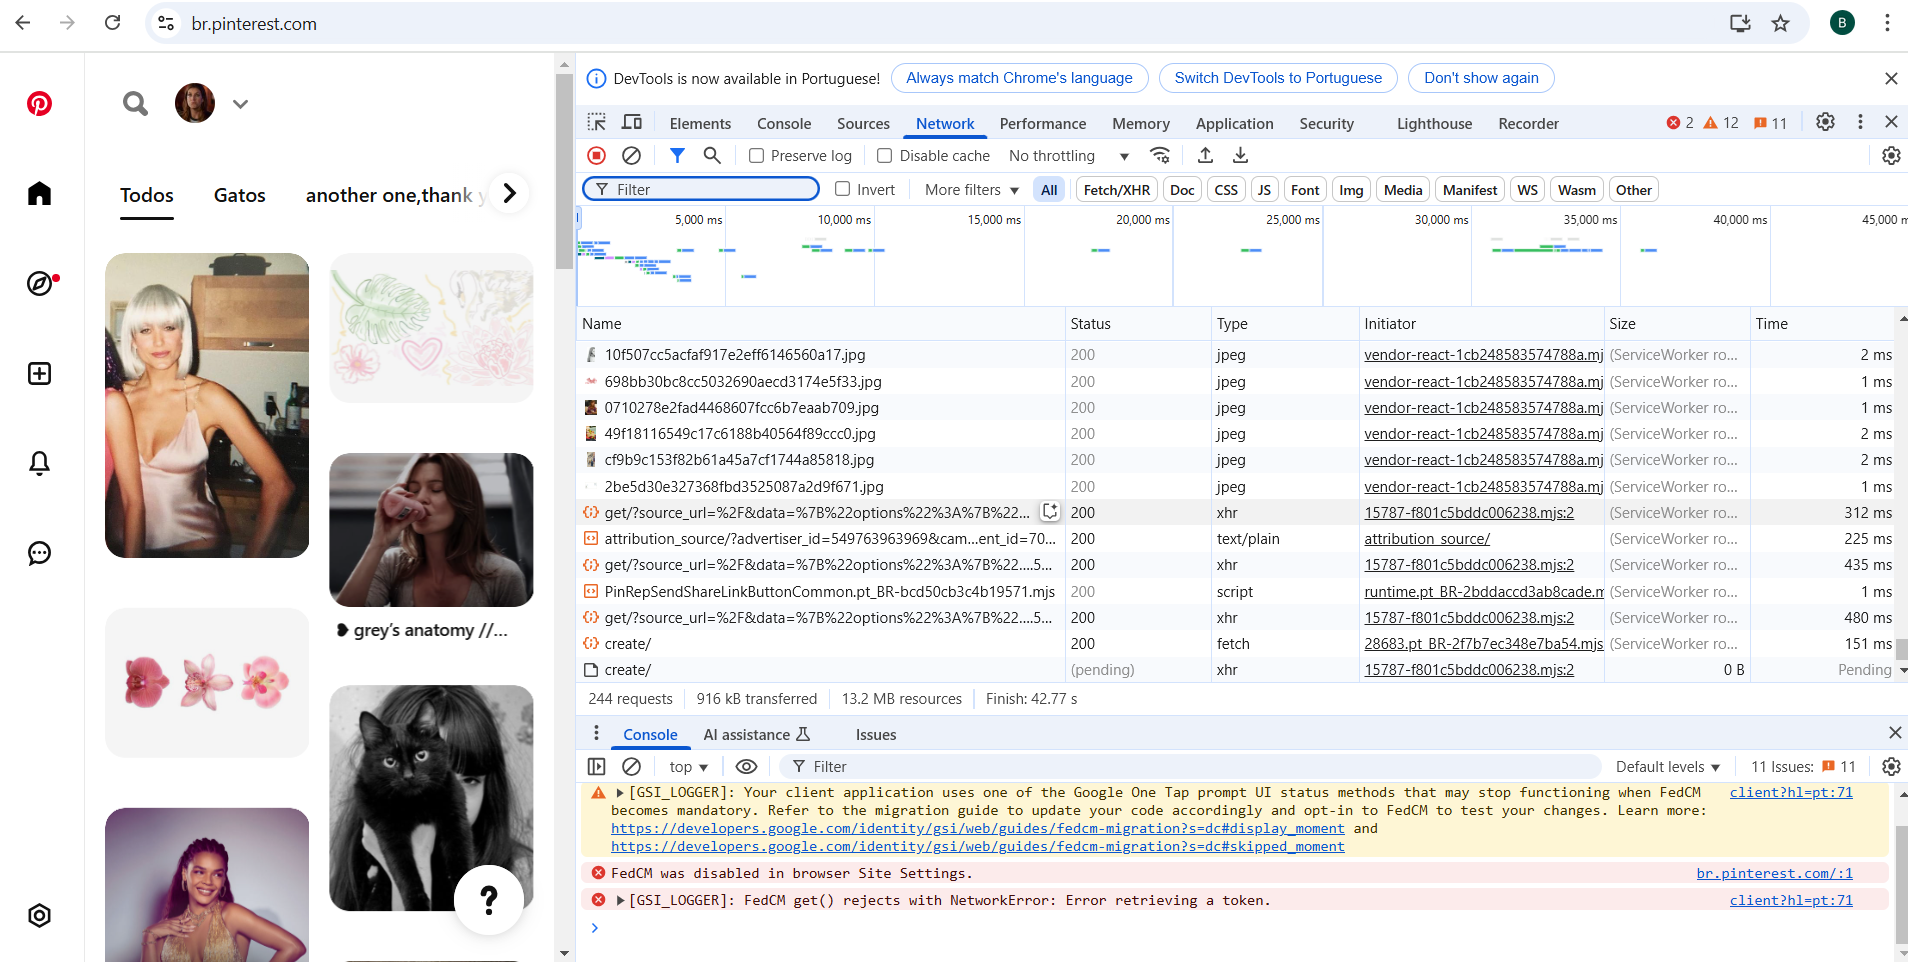 br.pinterest.com
B
DevTools is now available in Portuguese! Always match Chrome's language Switch DevTools to Portuguese Don't show again
Elements Console Sources Network Performance Memory Application Security Lighthouse Recorder 2 12 11
Preserve log Disable cache No throttling
Filter Invert More filters All Fetch/XHR Doc CSS JS Font Img Media Manifest WS Wasm Other
5,000 ms 10,000 ms 15,000 ms 20,000 ms 25,000 ms 30,000 ms 35,000 ms 40,000 ms 45,000 m
Name Status Type Initiator Size Time
10f507cc5acfaf917e2eff6146560a17.jpg 200 jpeg vendor-react-1cb248583574788a.mj (ServiceWorker ro... 2 ms
698bb30bc8cc5032690aecd3174e5f33.jpg 200 jpeg vendor-react-1cb248583574788a.mj (ServiceWorker ro... 1 ms
0710278e2fad4468607fcc6b7eaab709.jpg 200 jpeg vendor-react-1cb248583574788a.mj (ServiceWorker ro... 1 ms
49f18116549c17c6188b40564f89ccc0.jpg 200 jpeg vendor-react-1cb248583574788a.mj (ServiceWorker ro... 2 ms
cf9b9c153f82b61a45a7cf1744a85818.jpg 200 jpeg vendor-react-1cb248583574788a.mj (ServiceWorker ro... 2 ms
2be5d30e327368fbd3525087a2d9f671.jpg 200 jpeg vendor-react-1cb248583574788a.mj (ServiceWorker ro... 1 ms
get/?source_url=%2F&data=%7B%22options%22%3A%7B%22... 200 xhr 15787-f801c5bddc006238.mjs:2 (ServiceWorker ro... 312 ms
attribution_source/?advertiser_id=549763963969&cam...ent_id=70... 200 text/plain attribution_source/ (ServiceWorker ro... 225 ms
get/?source_url=%2F&data=%7B%22options%22%3A%7B%22....5... 200 xhr 15787-f801c5bddc006238.mjs:2 (ServiceWorker ro... 435 ms
PinRepSendShareLinkButtonCommon.pt_BR-bcd50cb3c4b19571.mjs 200 script runtime.pt_BR-2bddaccd3ab8cade.m (ServiceWorker ro... 1 ms
get/?source_url=%2F&data=%7B%22options%22%3A%7B%22....5... 200 xhr 15787-f801c5bddc006238.mjs:2 (ServiceWorker ro... 480 ms
create/ 200 fetch 28683.pt_BR-2f7b7ec348e7ba54.mjs (ServiceWorker ro... 151 ms
create/ (pending) xhr 15787-f801c5bddc006238.mjs:2 0 B Pending
244 requests 916 kB transferred 13.2 MB resources Finish: 42.77 s
Console AI assistance Issues
top Filter Default levels 11 Issues: 11
[GSI_LOGGER]: Your client application uses one of the Google One Tap prompt UI status methods that may stop functioning when FedCM client?hl=pt:71
becomes mandatory. Refer to the migration guide to update your code accordingly and opt-in to FedCM to test your changes. Learn more:
https://developers.google.com/identity/gsi/web/guides/fedcm-migration?s=dc#display_moment and
https://developers.google.com/identity/gsi/web/guides/fedcm-migration?s=dc#skipped_moment
FedCM was disabled in browser Site Settings. br.pinterest.com/:1
[GSI_LOGGER]: FedCM get() rejects with NetworkError: Error retrieving a token. client?hl=pt:71
Todos Gatos another one,thank y
❥ grey's anatomy //...
?